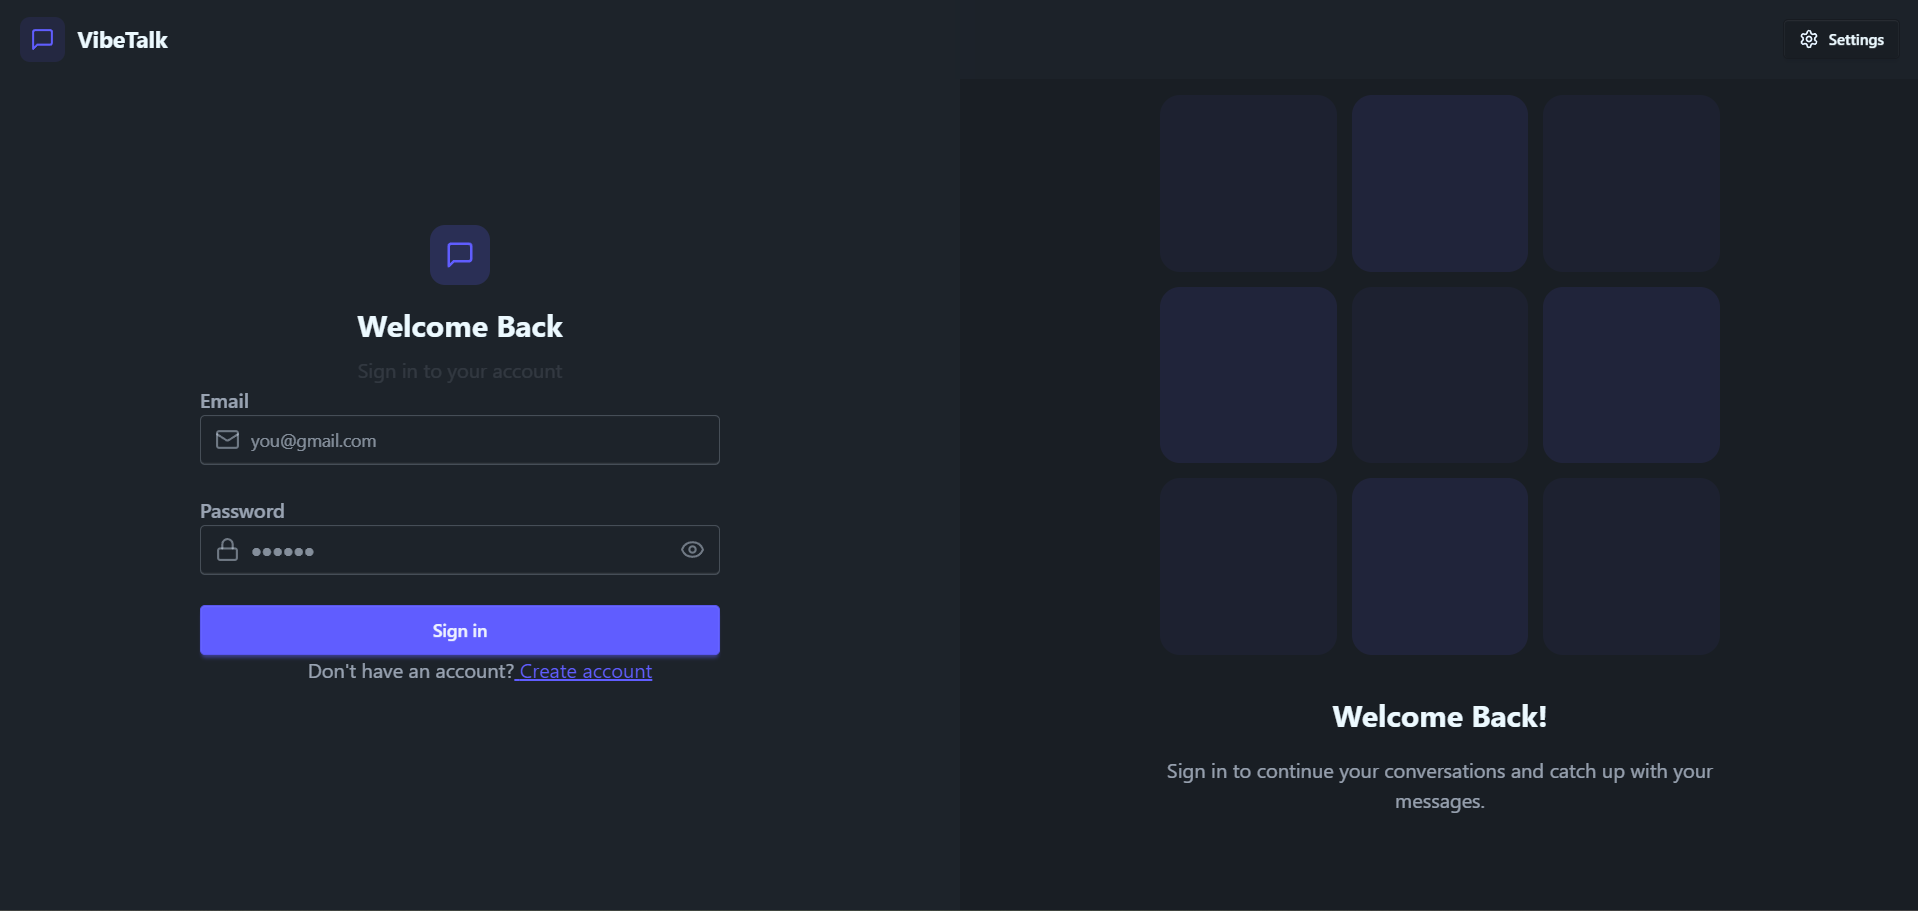 VibeTalk
Settings
Welcome Back
Sign in to your account
Email
you@gmail.com
Password
••••••
Sign in
Don't have an account? Create account
Welcome Back!
Sign in to continue your conversations and catch up with your
messages.